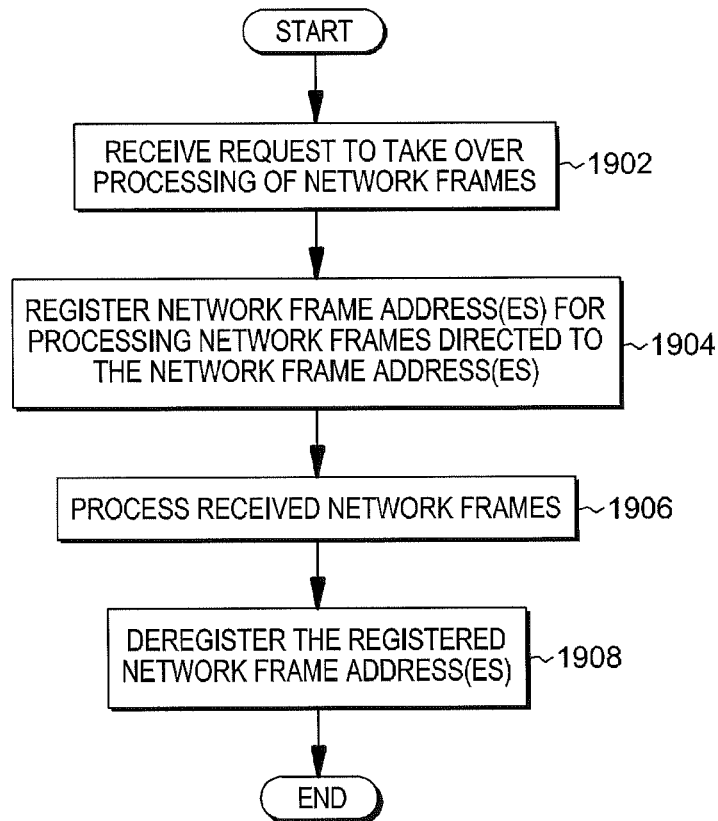 START
RECEIVE REQUEST TO TAKE OVER
PROCESSING OF NETWORK FRAMES
1902
REGISTER NETWORK FRAME ADDRESS(ES) FOR
PROCESSING NETWORK FRAMES DIRECTED TO
THE NETWORK FRAME ADDRESS(ES)
1904
PROCESS RECEIVED NETWORK FRAMES
1906
DEREGISTER THE REGISTERED
NETWORK FRAME ADDRESS(ES)
1908
END